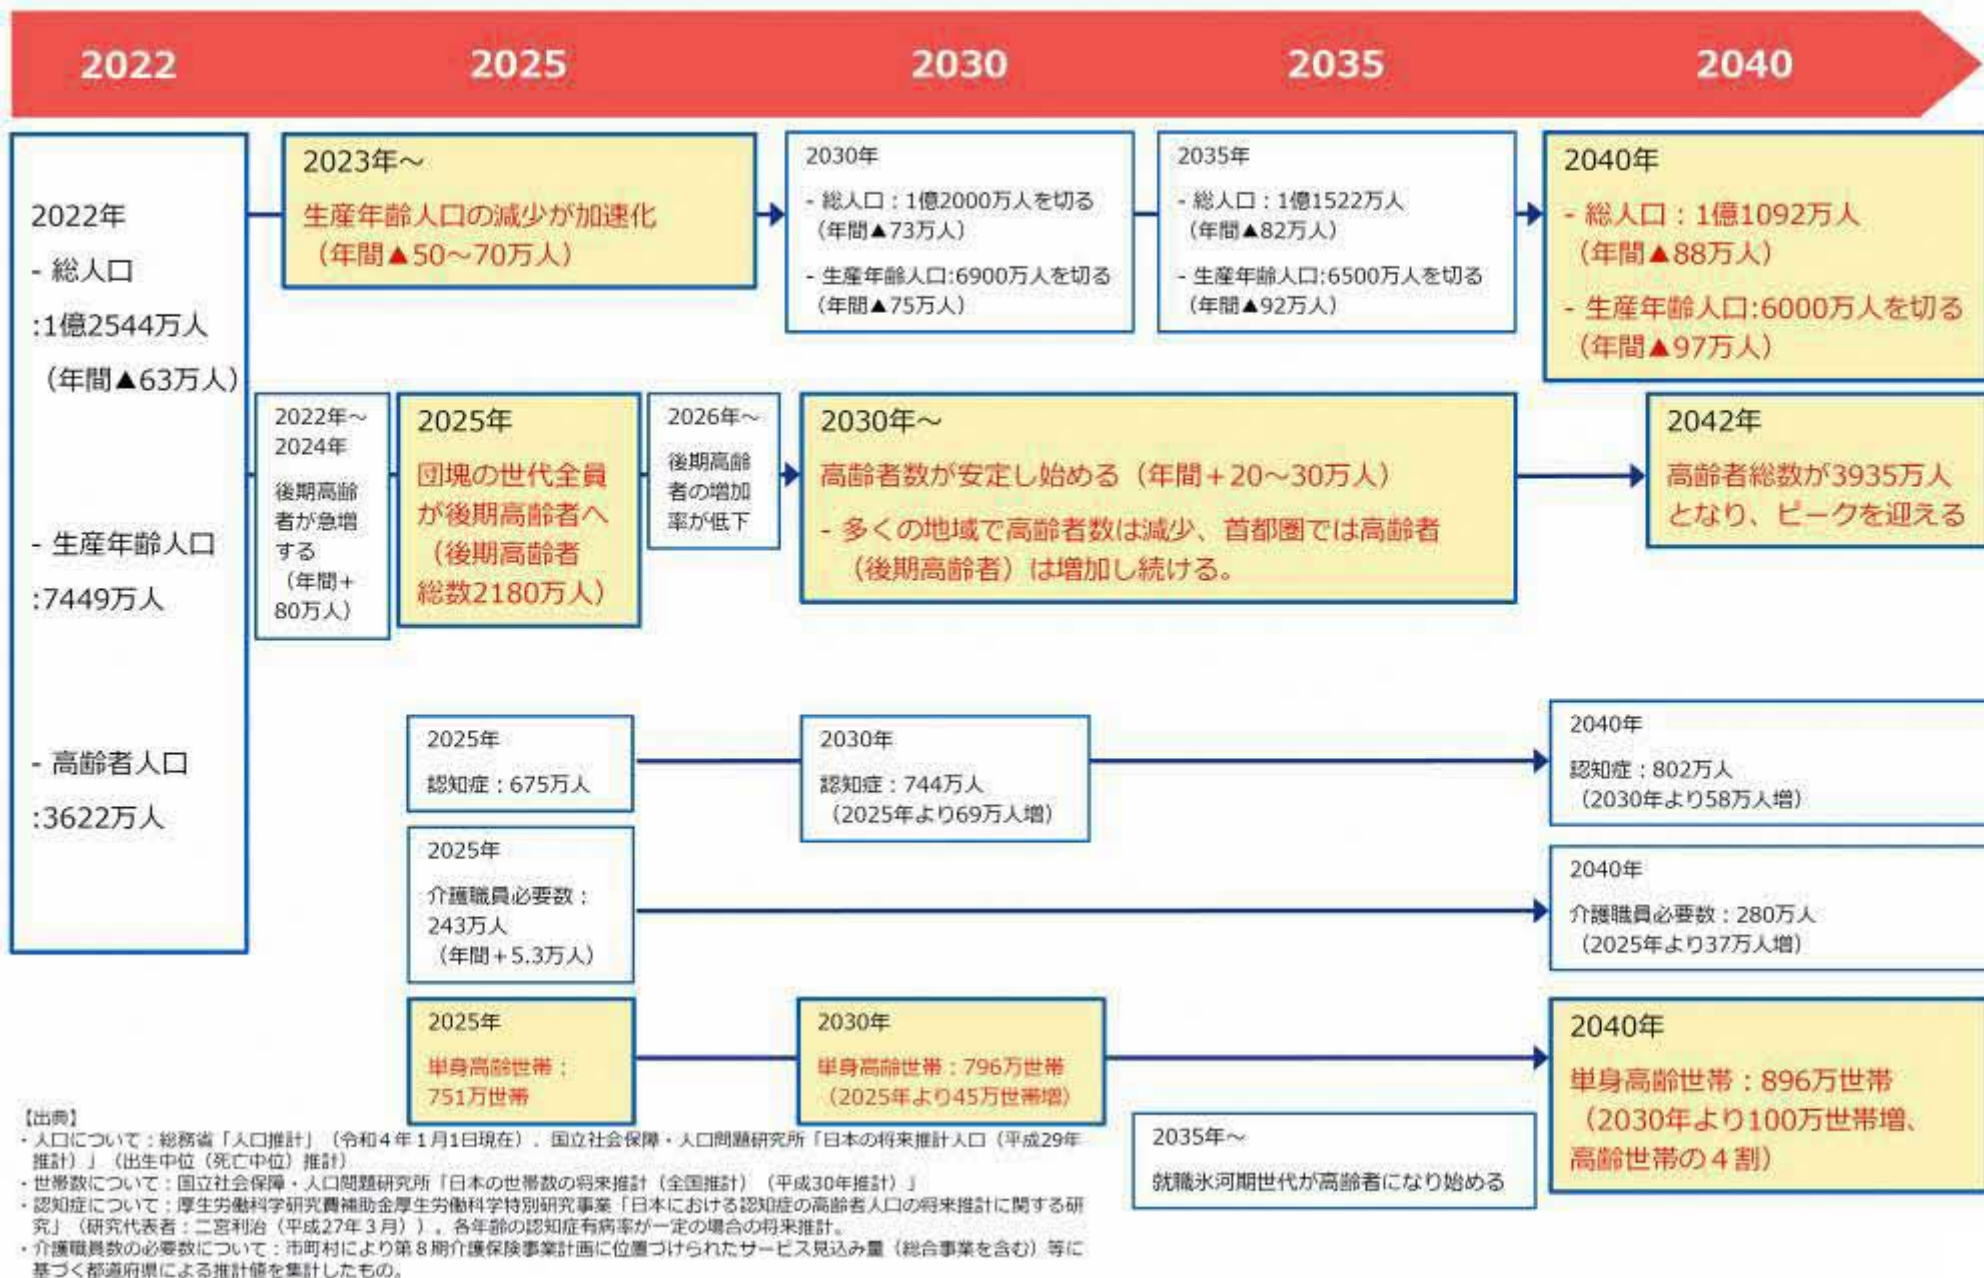 2022
2025
2030
2035
2040
2022年
- 総人口
:1億2544万人
（年間▲63万人）
- 生産年齢人口
:7449万人
- 高齢者人口
:3622万人
2023年～
生産年齢人口の減少が加速化
（年間▲50～70万人）
2030年
- 総人口：1億2000万人を切る
（年間▲73万人）
- 生産年齢人口:6900万人を切る
（年間▲75万人）
2035年
- 総人口：1億1522万人
（年間▲82万人）
- 生産年齢人口:6500万人を切る
（年間▲92万人）
2040年
- 総人口：1億1092万人
（年間▲88万人）
- 生産年齢人口:6000万人を切る
（年間▲97万人）
2022年～
2024年
後期高齢
者が急増
する
（年間＋
80万人）
2025年
団塊の世代全員
が後期高齢者へ
（後期高齢者
総数2180万人）
2026年～
後期高齢
者の増加
率が低下
2030年～
高齢者数が安定し始める（年間＋20～30万人）
- 多くの地域で高齢者数は減少、首都圏では高齢者
（後期高齢者）は増加し続ける。
2042年
高齢者総数が3935万人
となり、ピークを迎える
2025年
認知症：675万人
2030年
認知症：744万人
（2025年より69万人増）
2040年
認知症：802万人
（2030年より58万人増）
2025年
介護職員必要数：
243万人
（年間＋5.3万人）
2040年
介護職員必要数：280万人
（2025年より37万人増）
2025年
単身高齢世帯：
751万世帯
2030年
単身高齢世帯：796万世帯
（2025年より45万世帯増）
2040年
単身高齢世帯：896万世帯
（2030年より100万世帯増、
高齢世帯の４割）
2035年～
就職氷河期世代が高齢者になり始める
【出典】
・人口について：総務省「人口推計」（令和４年１月1日現在）．国立社会保障・人口問題研究所「日本の将来推計人口（平成29年
推計）」（出生中位（死亡中位）推計）
・世帯数について：国立社会保障・人口問題研究所「日本の世帯数の将来推計（全国推計）（平成30年推計）」
・認知症について：厚生労働科学研究費補助金厚生労働科学特別研究事業「日本における認知症の高齢者人口の将来推計に関する研
究」（研究代表者：二宮利治（平成27年３月））．各年齢の認知症有病率が一定の場合の将来推計。
・介護職員数の必要数について：市町村により第８期介護保険事業計画に位置づけられたサービス見込み量（総合事業を含む）等に
基づく都道府県による推計値を集計したもの。